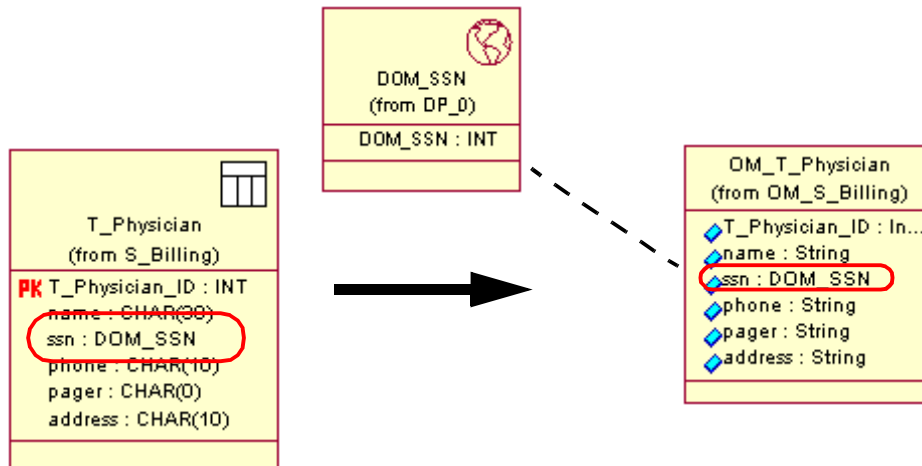 DOM_SSN
(from DP_0)
DOM_SSN : INT
T_Physician
(from S_Billing)
PK T_Physician_ID : INT
name : CHAR(30)
ssn : DOM_SSN
phone : CHAR(10)
pager : CHAR(0)
address : CHAR(10)
OM_T_Physician
(from OM_S_Billing)
T_Physician_ID : In...
name : String
ssn : DOM_SSN
phone : String
pager : String
address : String